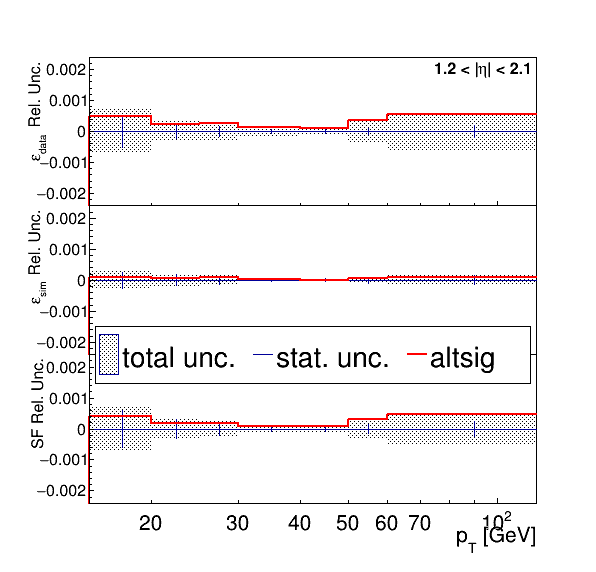 1.2 < |η| < 2.1
ε_data Rel. Unc.
0.002
0.001
0
−0.001
−0.002
ε_sim Rel. Unc.
0.002
0.001
0
−0.001
−0.002
total unc. stat. unc. altsig
SF Rel. Unc.
0.002
0.001
0
−0.001
−0.002
20 30 40 50 60 70 10²
p_T [GeV]